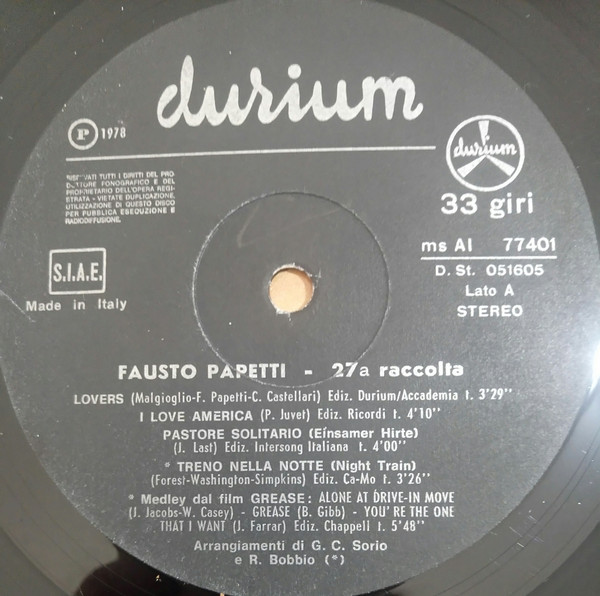 durium
P 1978
durium
33 giri
RISERVATI TUTTI I DIRITTI DEL PRO-
DUTTORE FONOGRAFICO E DEL
PROPRIETARIO DELL'OPERA REGI-
STRATA - VIETATE DUPLICAZIONE,
UTILIZZAZIONE DI QUESTO DISCO
PER PUBBLICA ESECUZIONE E
RADIODIFFUSIONE.
ms AI 77401
D. St. 051605
Lato A
STEREO
S.I.A.E.
Made in Italy
FAUSTO PAPETTI - 27a raccolta
LOVERS (Malgioglio-F. Papetti-C. Castellari) Ediz. Durium/Accademia t. 3'29''
I LOVE AMERICA (P. Juvet) Ediz. Ricordi t. 4'10''
PASTORE SOLITARIO (Einsamer Hirte)
(J. Last) Ediz. Intersong Italiana t. 4'00''
* TRENO NELLA NOTTE (Night Train)
(Forest-Washington-Simpkins) Ediz. Ca-Mo t. 3'26''
* Medley dal film GREASE: ALONE AT DRIVE-IN MOVE
(J. Jacobs-W. Casey) - GREASE (B. Gibb) - YOU'RE THE ONE
THAT I WANT (J. Farrar) Ediz. Chappell t. 5'48''
Arrangiamenti di G. C. Sorio
e R. Bobbio (*)